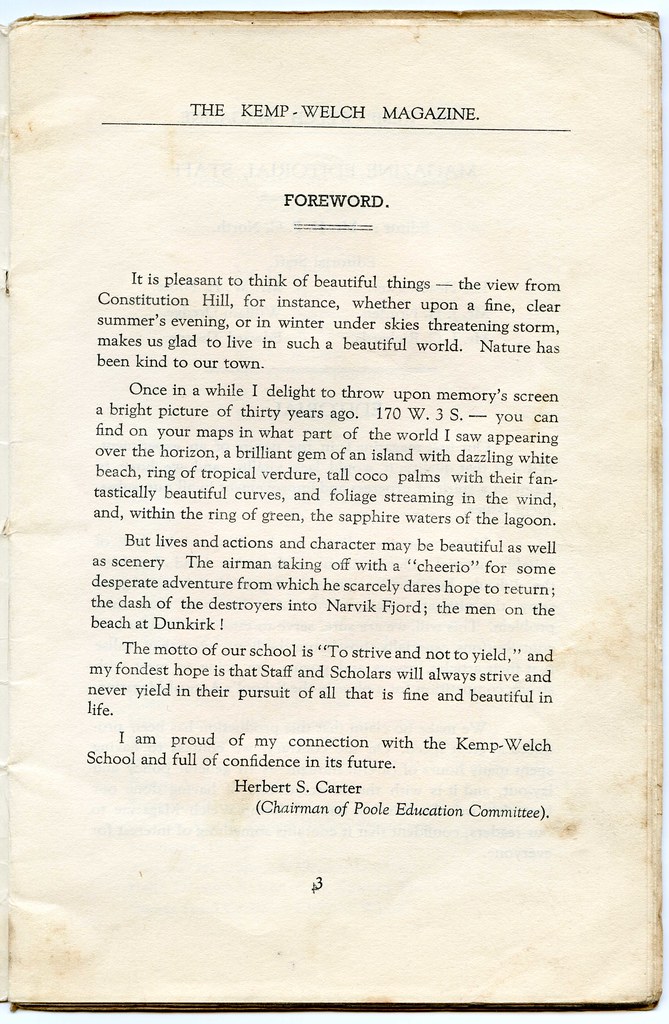 THE KEMP-WELCH MAGAZINE.
FOREWORD.
It is pleasant to think of beautiful things — the view from
Constitution Hill, for instance, whether upon a fine, clear
summer's evening, or in winter under skies threatening storm,
makes us glad to live in such a beautiful world. Nature has
been kind to our town.
Once in a while I delight to throw upon memory's screen
a bright picture of thirty years ago. 170 W. 3 S. — you can
find on your maps in what part of the world I saw appearing
over the horizon, a brilliant gem of an island with dazzling white
beach, ring of tropical verdure, tall coco palms with their fan-
tastically beautiful curves, and foliage streaming in the wind,
and, within the ring of green, the sapphire waters of the lagoon.
But lives and actions and character may be beautiful as well
as scenery The airman taking off with a "cheerio" for some
desperate adventure from which he scarcely dares hope to return;
the dash of the destroyers into Narvik Fjord; the men on the
beach at Dunkirk!
The motto of our school is "To strive and not to yield," and
my fondest hope is that Staff and Scholars will always strive and
never yield in their pursuit of all that is fine and beautiful in
life.
I am proud of my connection with the Kemp-Welch
School and full of confidence in its future.
Herbert S. Carter
(Chairman of Poole Education Committee).
3